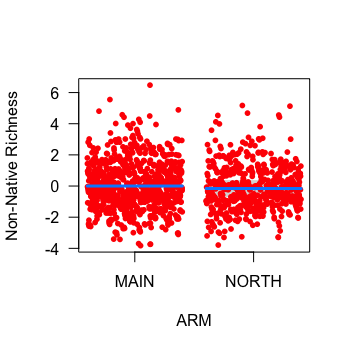 Non-Native Richness
6
4
2
0
-2
-4
MAIN NORTH
ARM